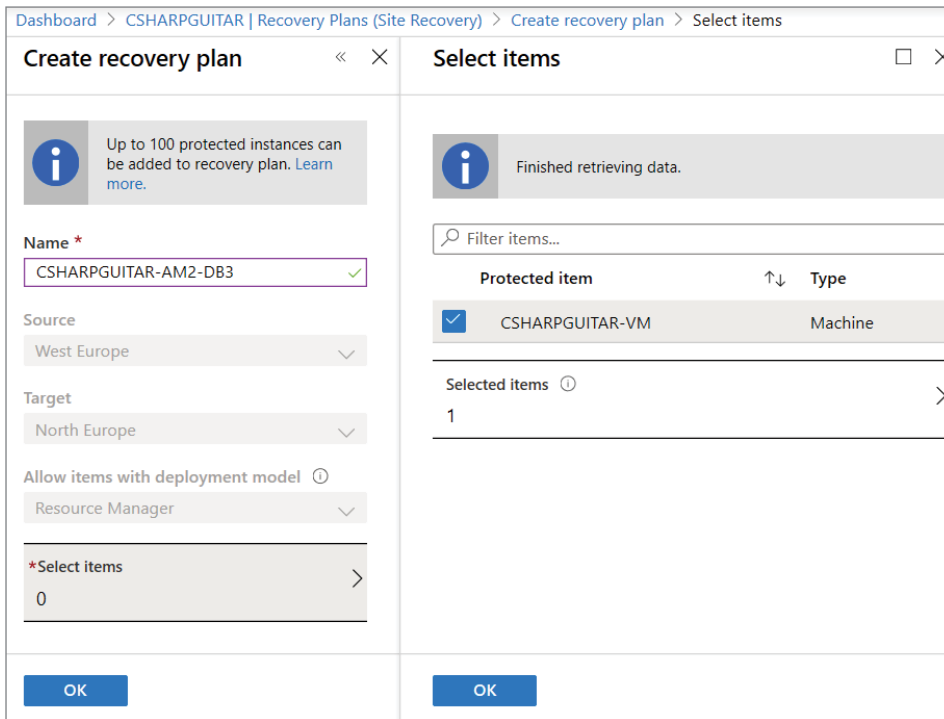 Dashboard > CSHARPGUITAR | Recovery Plans (Site Recovery) > Create recovery plan > Select items
Create recovery plan
Up to 100 protected instances can
be added to recovery plan. Learn
more.
Name *
CSHARPGUITAR-AM2-DB3
Source
West Europe
Target
North Europe
Allow items with deployment model
Resource Manager
*Select items
0
OK
Select items
Finished retrieving data.
Filter items...
Protected item Type
CSHARPGUITAR-VM Machine
Selected items
1
OK